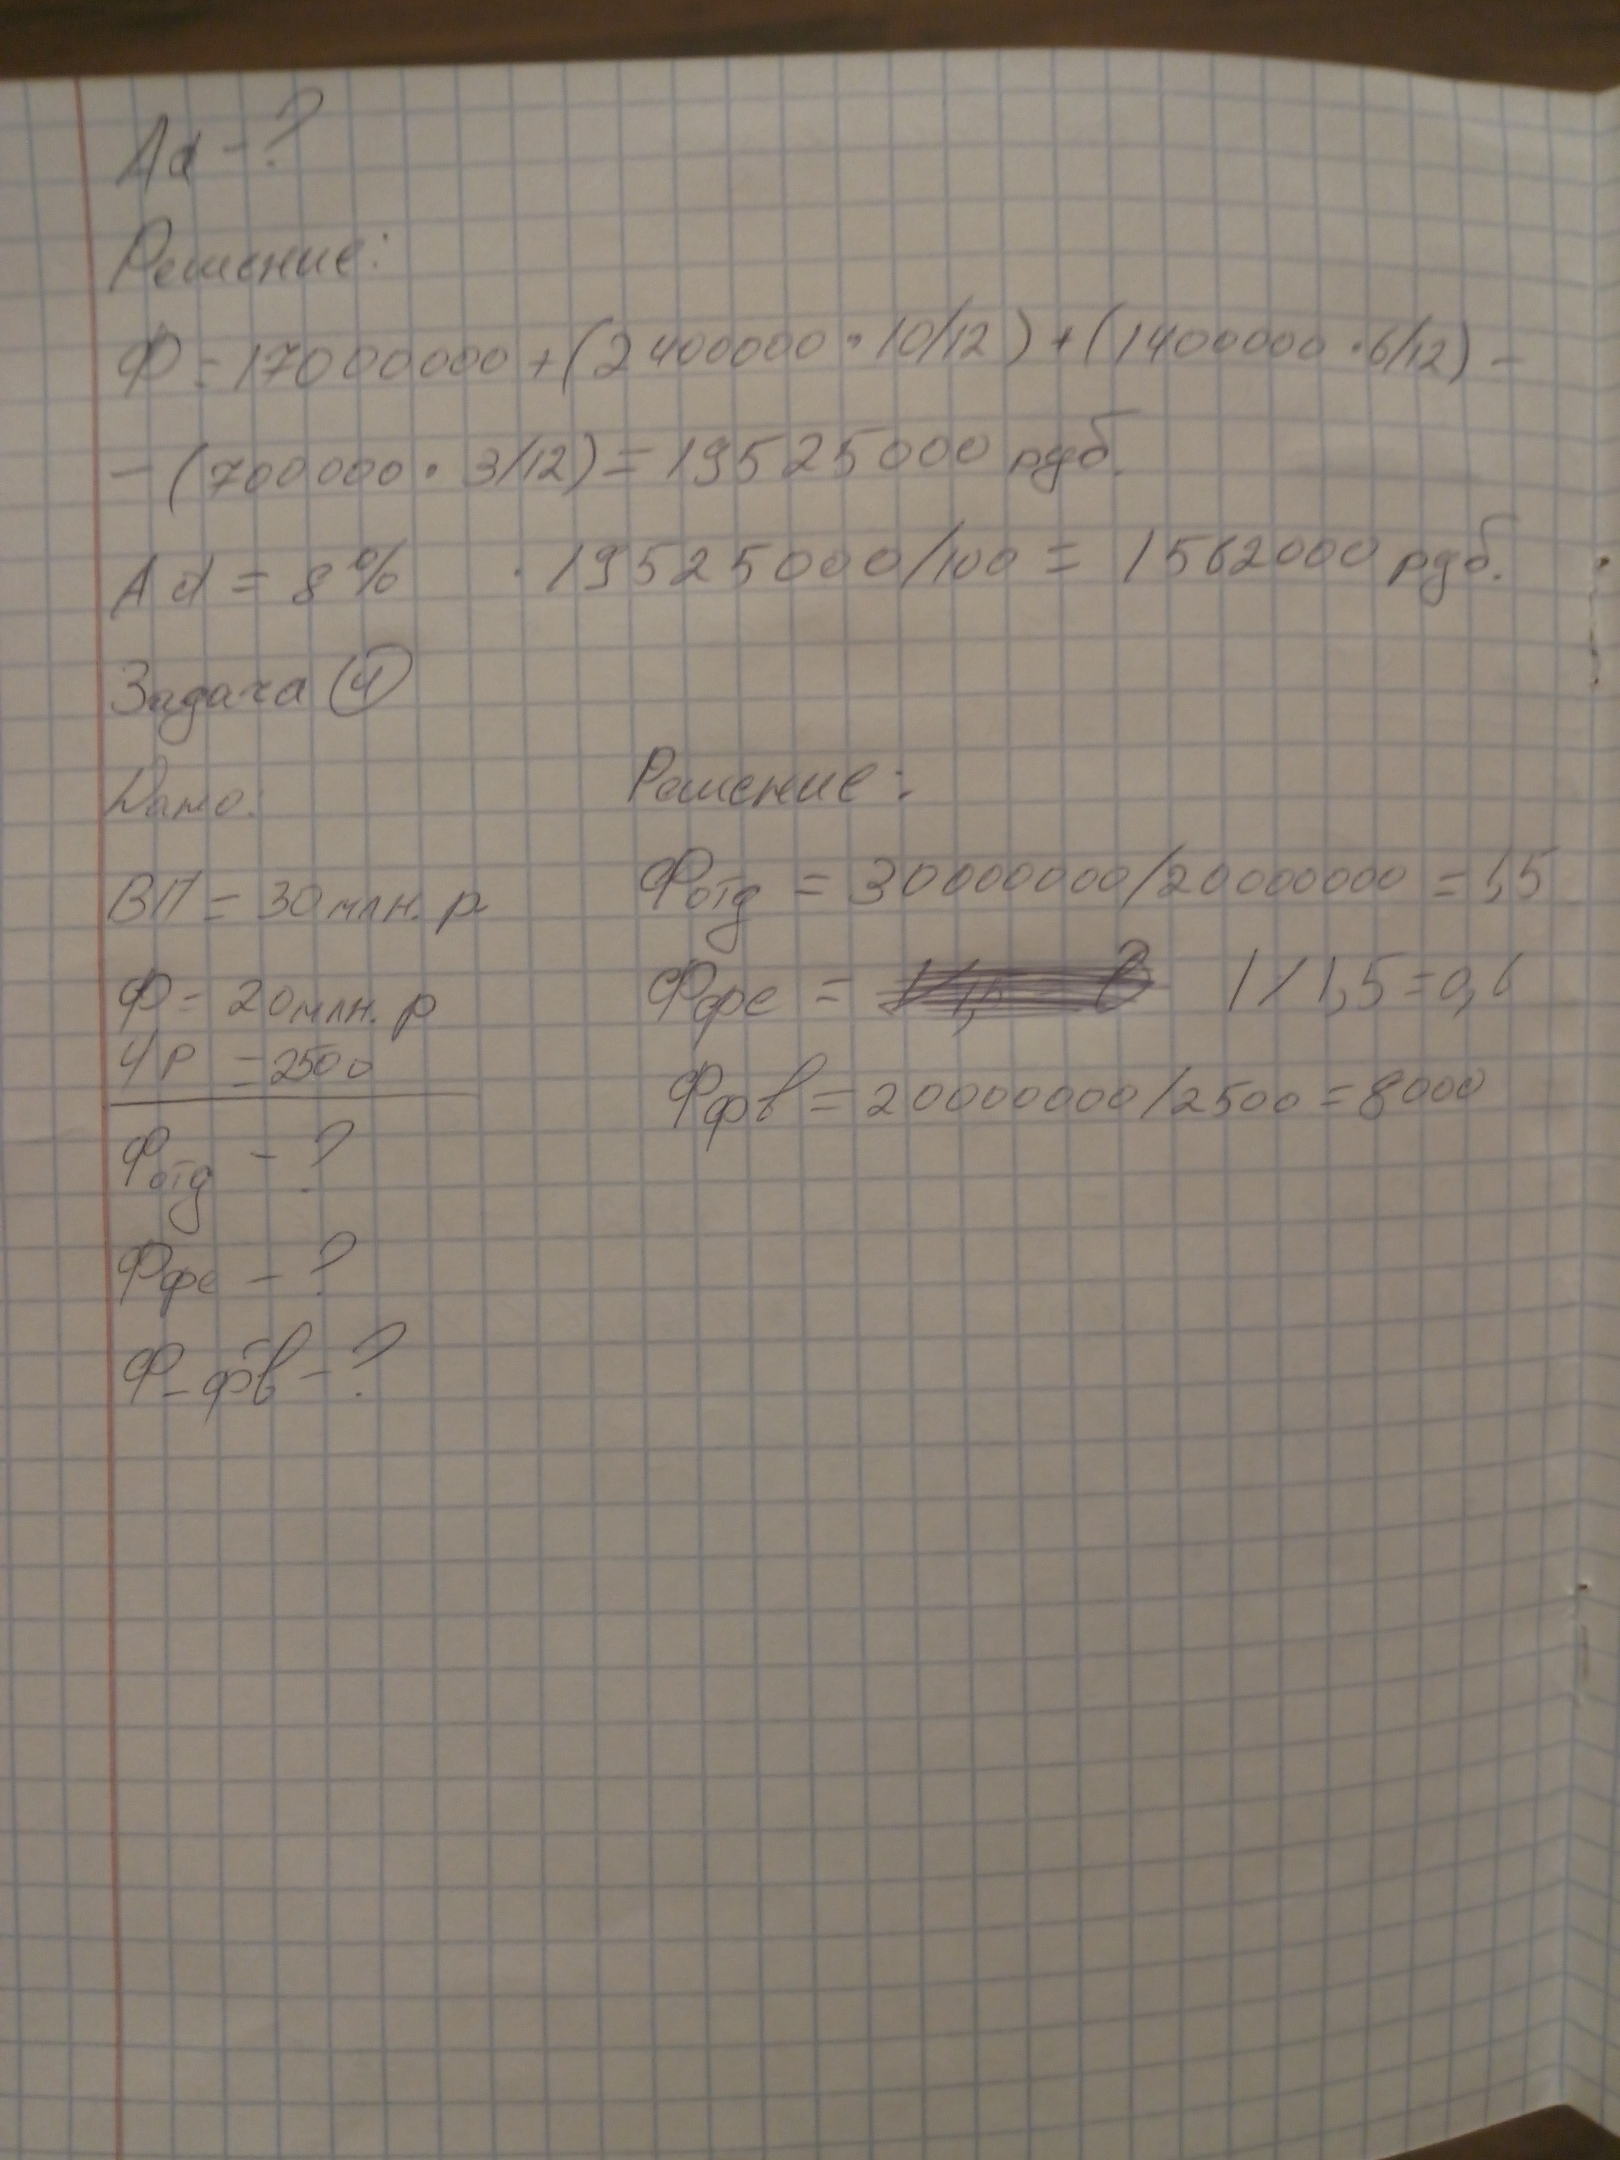 Ad - ?
Решение:
Ф = 17000000 + (2400000 · 10/12) + (1400000 · 6/12) -
- (700000 · 3/12) = 19525000 руб.
Ad = 8% · 19525000/100 = 1562000 руб.
Задача 4
Дано:
ВП = 30 млн. р
Ф = 20 млн. р
ЧР = 2500
Фотд - ?
Ффе - ?
Ф-фв - ?
Решение:
Фотд = 30000000/20000000 = 1,5
Ффе = 1/1,5 = 0,6
Ффв = 20000000/2500 = 8000